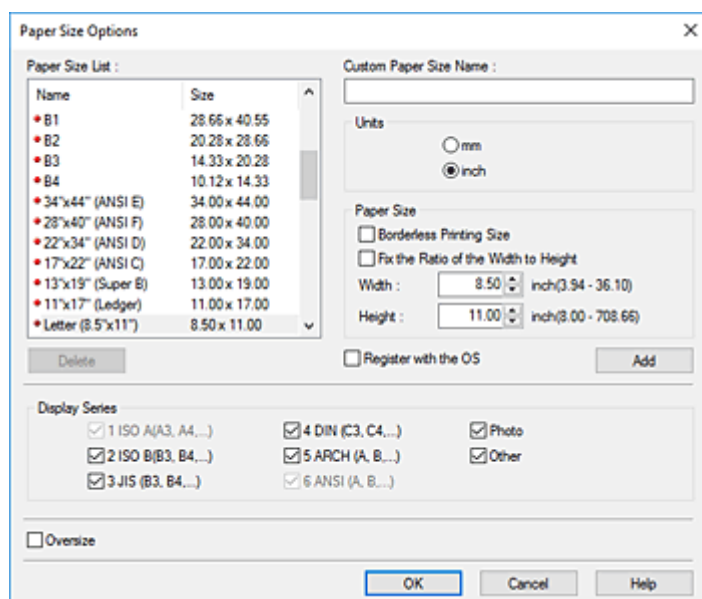 Paper Size Options
Paper Size List :
Name Size
B1 28.66 x 40.55
B2 20.28 x 28.66
B3 14.33 x 20.28
B4 10.12 x 14.33
34"x44" (ANSI E) 34.00 x 44.00
28"x40" (ANSI F) 28.00 x 40.00
22"x34" (ANSI D) 22.00 x 34.00
17"x22" (ANSI C) 17.00 x 22.00
13"x19" (Super B) 13.00 x 19.00
11"x17" (Ledger) 11.00 x 17.00
Letter (8.5"x11") 8.50 x 11.00
Delete
Custom Paper Size Name :
Units
mm
inch
Paper Size
Borderless Printing Size
Fix the Ratio of the Width to Height
Width : 8.50 inch(3.94 - 36.10)
Height : 11.00 inch(8.00 - 708.66)
Register with the OS Add
Display Series
1 ISO A(A3, A4,...) 4 DIN (C3, C4,...) Photo
2 ISO B(B3, B4,...) 5 ARCH (A, B,...) Other
3 JIS (B3, B4,...) 6 ANSI (A, B,...)
Oversize
OK Cancel Help